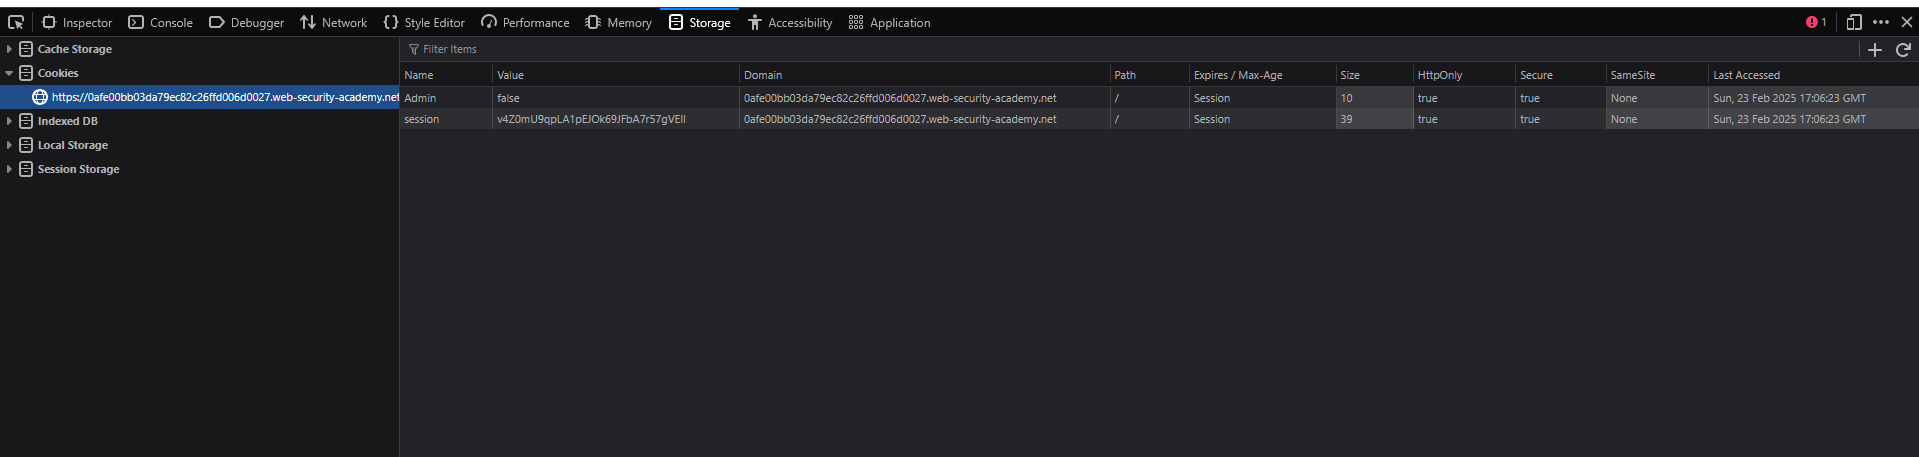 Inspector Console Debugger Network Style Editor Performance Memory Storage Accessibility Application 1
Cache Storage
Filter Items
Cookies
Name Value Domain Path Expires / Max-Age Size HttpOnly Secure SameSite Last Accessed
https://0afe00bb03da79ec82c26ffd006d0027.web-security-academy.net
Admin false 0afe00bb03da79ec82c26ffd006d0027.web-security-academy.net / Session 10 true true None Sun, 23 Feb 2025 17:06:23 GMT
Indexed DB
session v4Z0mU9qpLA1pEJOk69JFbA7r57gVEIl 0afe00bb03da79ec82c26ffd006d0027.web-security-academy.net / Session 39 true true None Sun, 23 Feb 2025 17:06:23 GMT
Local Storage
Session Storage